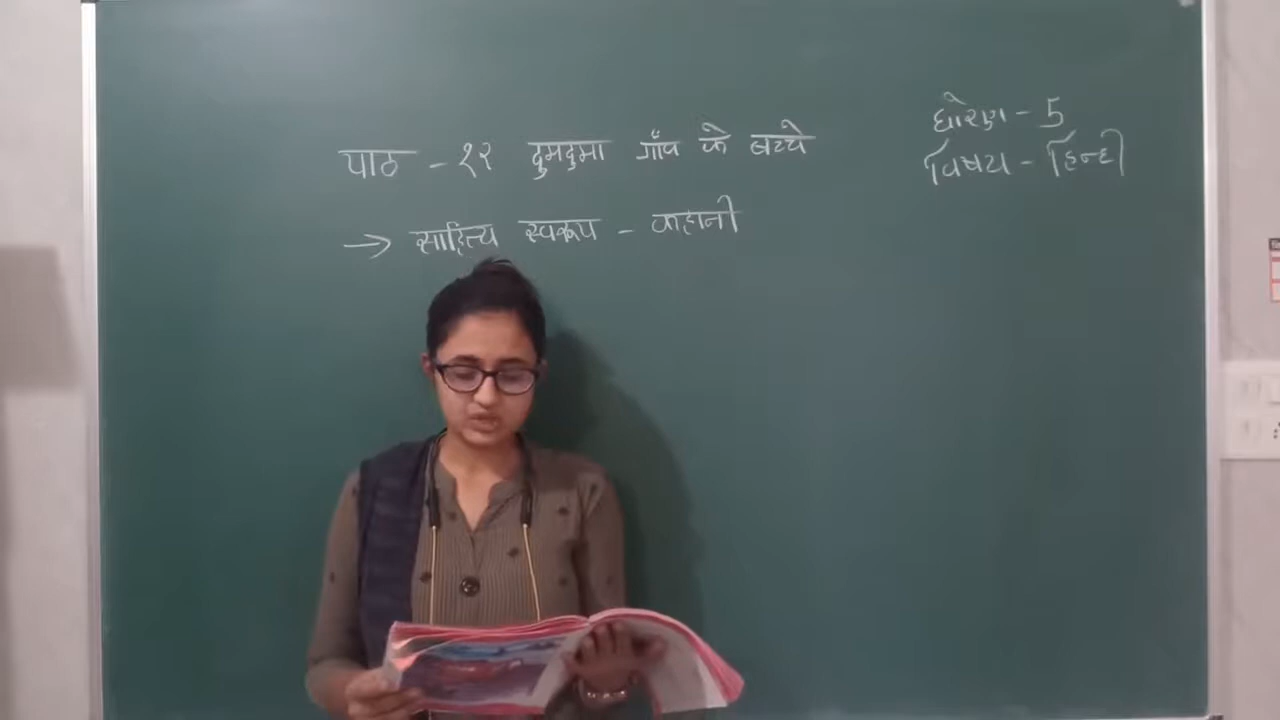 पाठ - १२ दुमदुमा गाँव के बच्चे
→ साहित्य स्वरूप - कहानी
धोरण - 5
विषय - हिन्दी